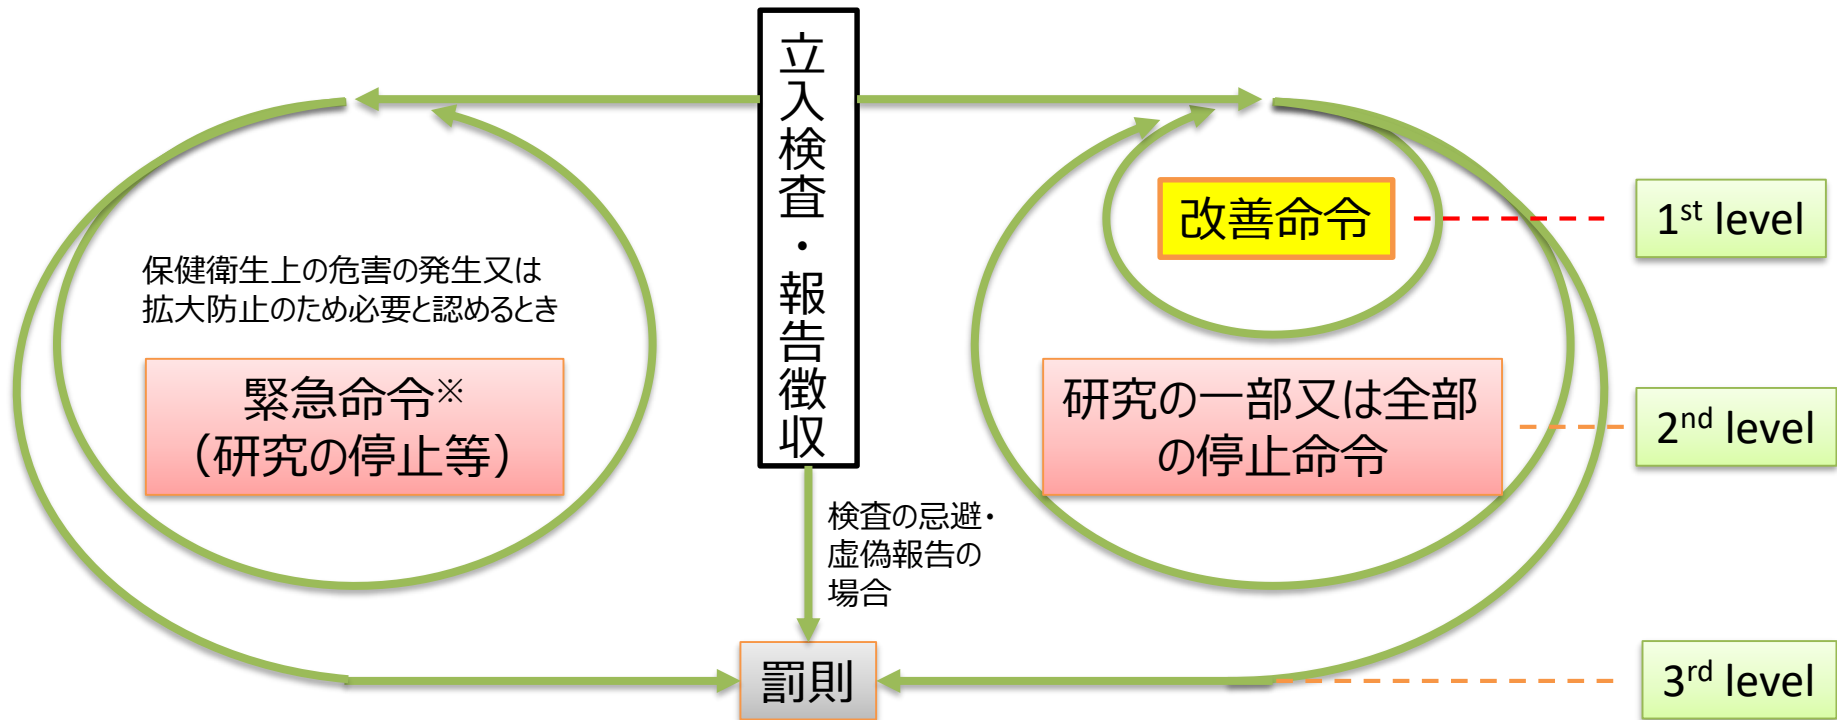 立入検査・報告徴収
保健衛生上の危害の発生又は
拡大防止のため必要と認めるとき
緊急命令※
（研究の停止等）
改善命令
研究の一部又は全部
の停止命令
検査の忌避・
虚偽報告の
場合
罰則
1st level
2nd level
3rd level